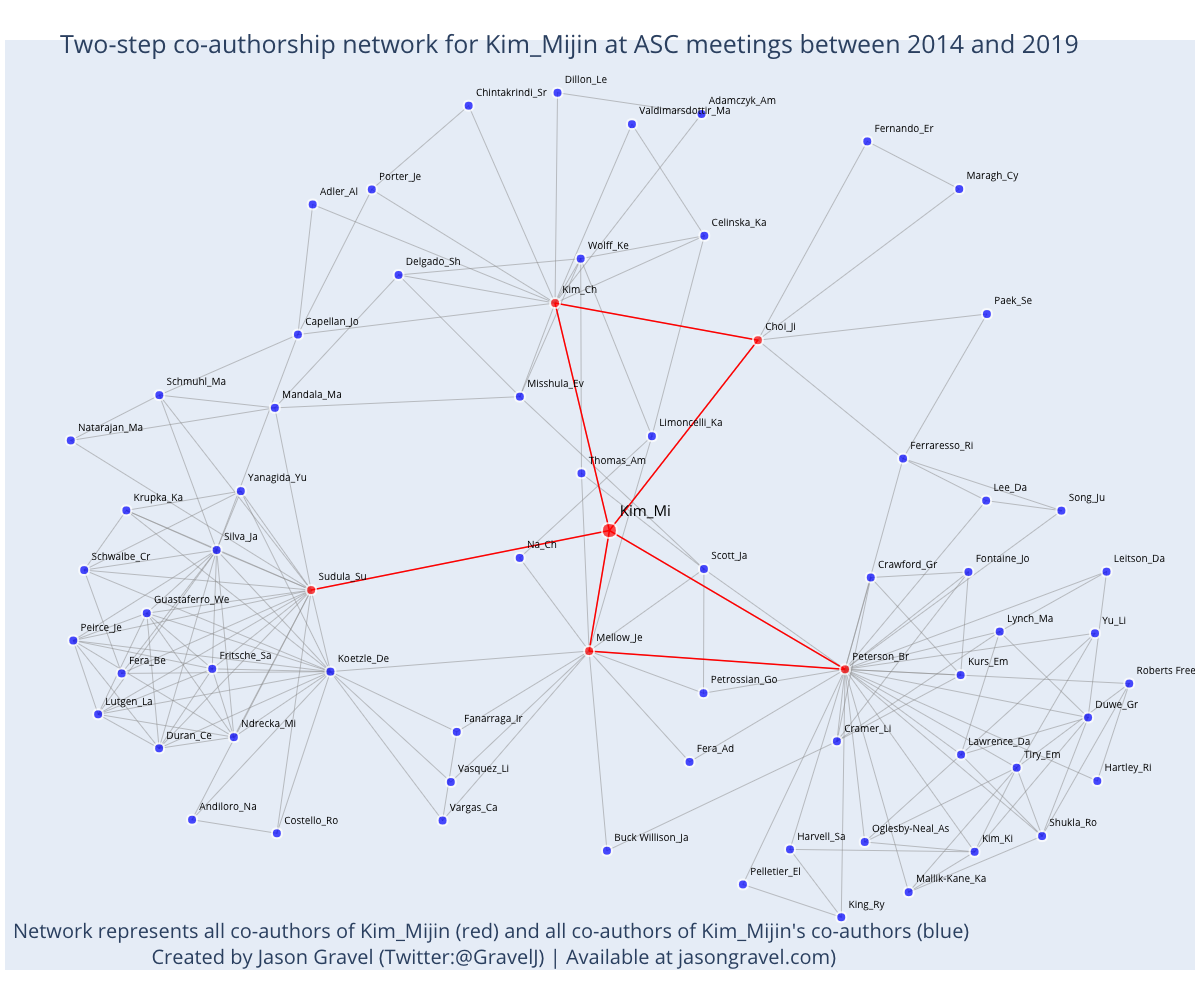 Two-step co-authorship network for Kim_Mijin at ASC meetings between 2014 and 2019
Dillon_Le
Chintakrindi_Sr
Adamczyk_Am
Valdimarsdottir_Ma
Fernando_Er
Porter_Je
Maragh_Cy
Adler_Al
Celinska_Ka
Wolff_Ke
Delgado_Sh
Kim_Ch
Paek_Se
Capellan_Jo
Choi_Ji
Schmuhl_Ma
Misshula_Ev
Mandala_Ma
Limoncelli_Ka
Natarajan_Ma
Ferraresso_Ri
Thomas_Am
Yanagida_Yu
Lee_Da
Krupka_Ka
Song_Ju
Kim_Mi
Silva_Ja
Na_Ch
Schwalbe_Cr
Scott_Ja
Fontaine_Jo
Leitson_Da
Crawford_Gr
Sudula_Su
Guastaferro_We
Lynch_Ma
Yu_Li
Peirce_Je
Mellow_Je
Fritsche_Sa
Koetzle_De
Peterson_Br
Fera_Be
Kurs_Em
Roberts Free
Petrossian_Go
Lutgen_La
Duwe_Gr
Fanarraga_Ir
Ndrecka_Mi
Cramer_Li
Duran_Ce
Lawrence_Da
Fera_Ad
Tiry_Em
Vasquez_Li
Hartley_Ri
Andiloro_Na
Vargas_Ca
Costello_Ro
Shukla_Ro
Oglesby-Neal_As
Buck Willison_Ja
Harvell_Sa
Kim_Ki
Pelletier_El
Mallik-Kane_Ka
King_Ry
Network represents all co-authors of Kim_Mijin (red) and all co-authors of Kim_Mijin's co-authors (blue)
Created by Jason Gravel (Twitter:@GravelJ) | Available at jasongravel.com)